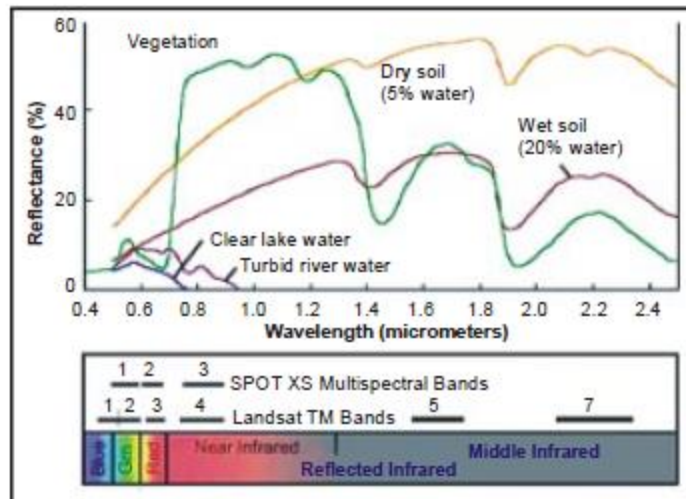 60
Vegetation
Dry soil
(5% water)
40
Wet soil
(20% water)
Reflectance (%)
20
Clear lake water
Turbid river water
0
0.4 0.6 0.8 1.0 1.2 1.4 1.6 1.8 2.0 2.2 2.4
Wavelength (micrometers)
1 2 3
SPOT XS Multispectral Bands
1 2 3 4 5 7
Landsat TM Bands
Blue Grn Red Near Infrared Middle Infrared
Reflected Infrared